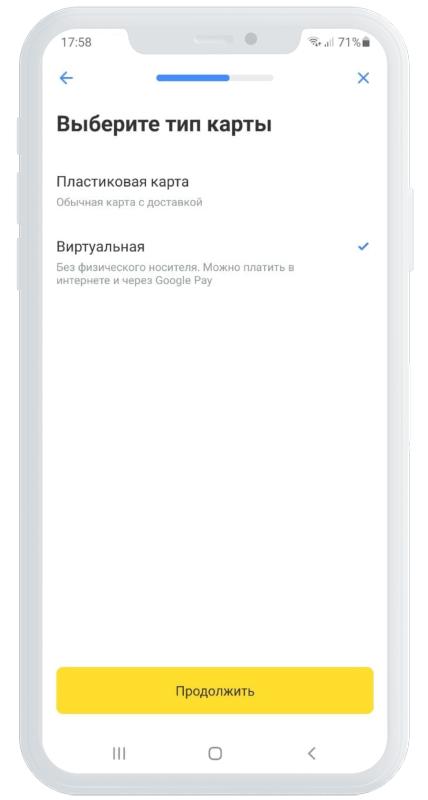 17:58
71%
Выберите тип карты
Пластиковая карта
Обычная карта с доставкой
Виртуальная
Без физического носителя. Можно платить в
интернете и через Google Pay
Продолжить